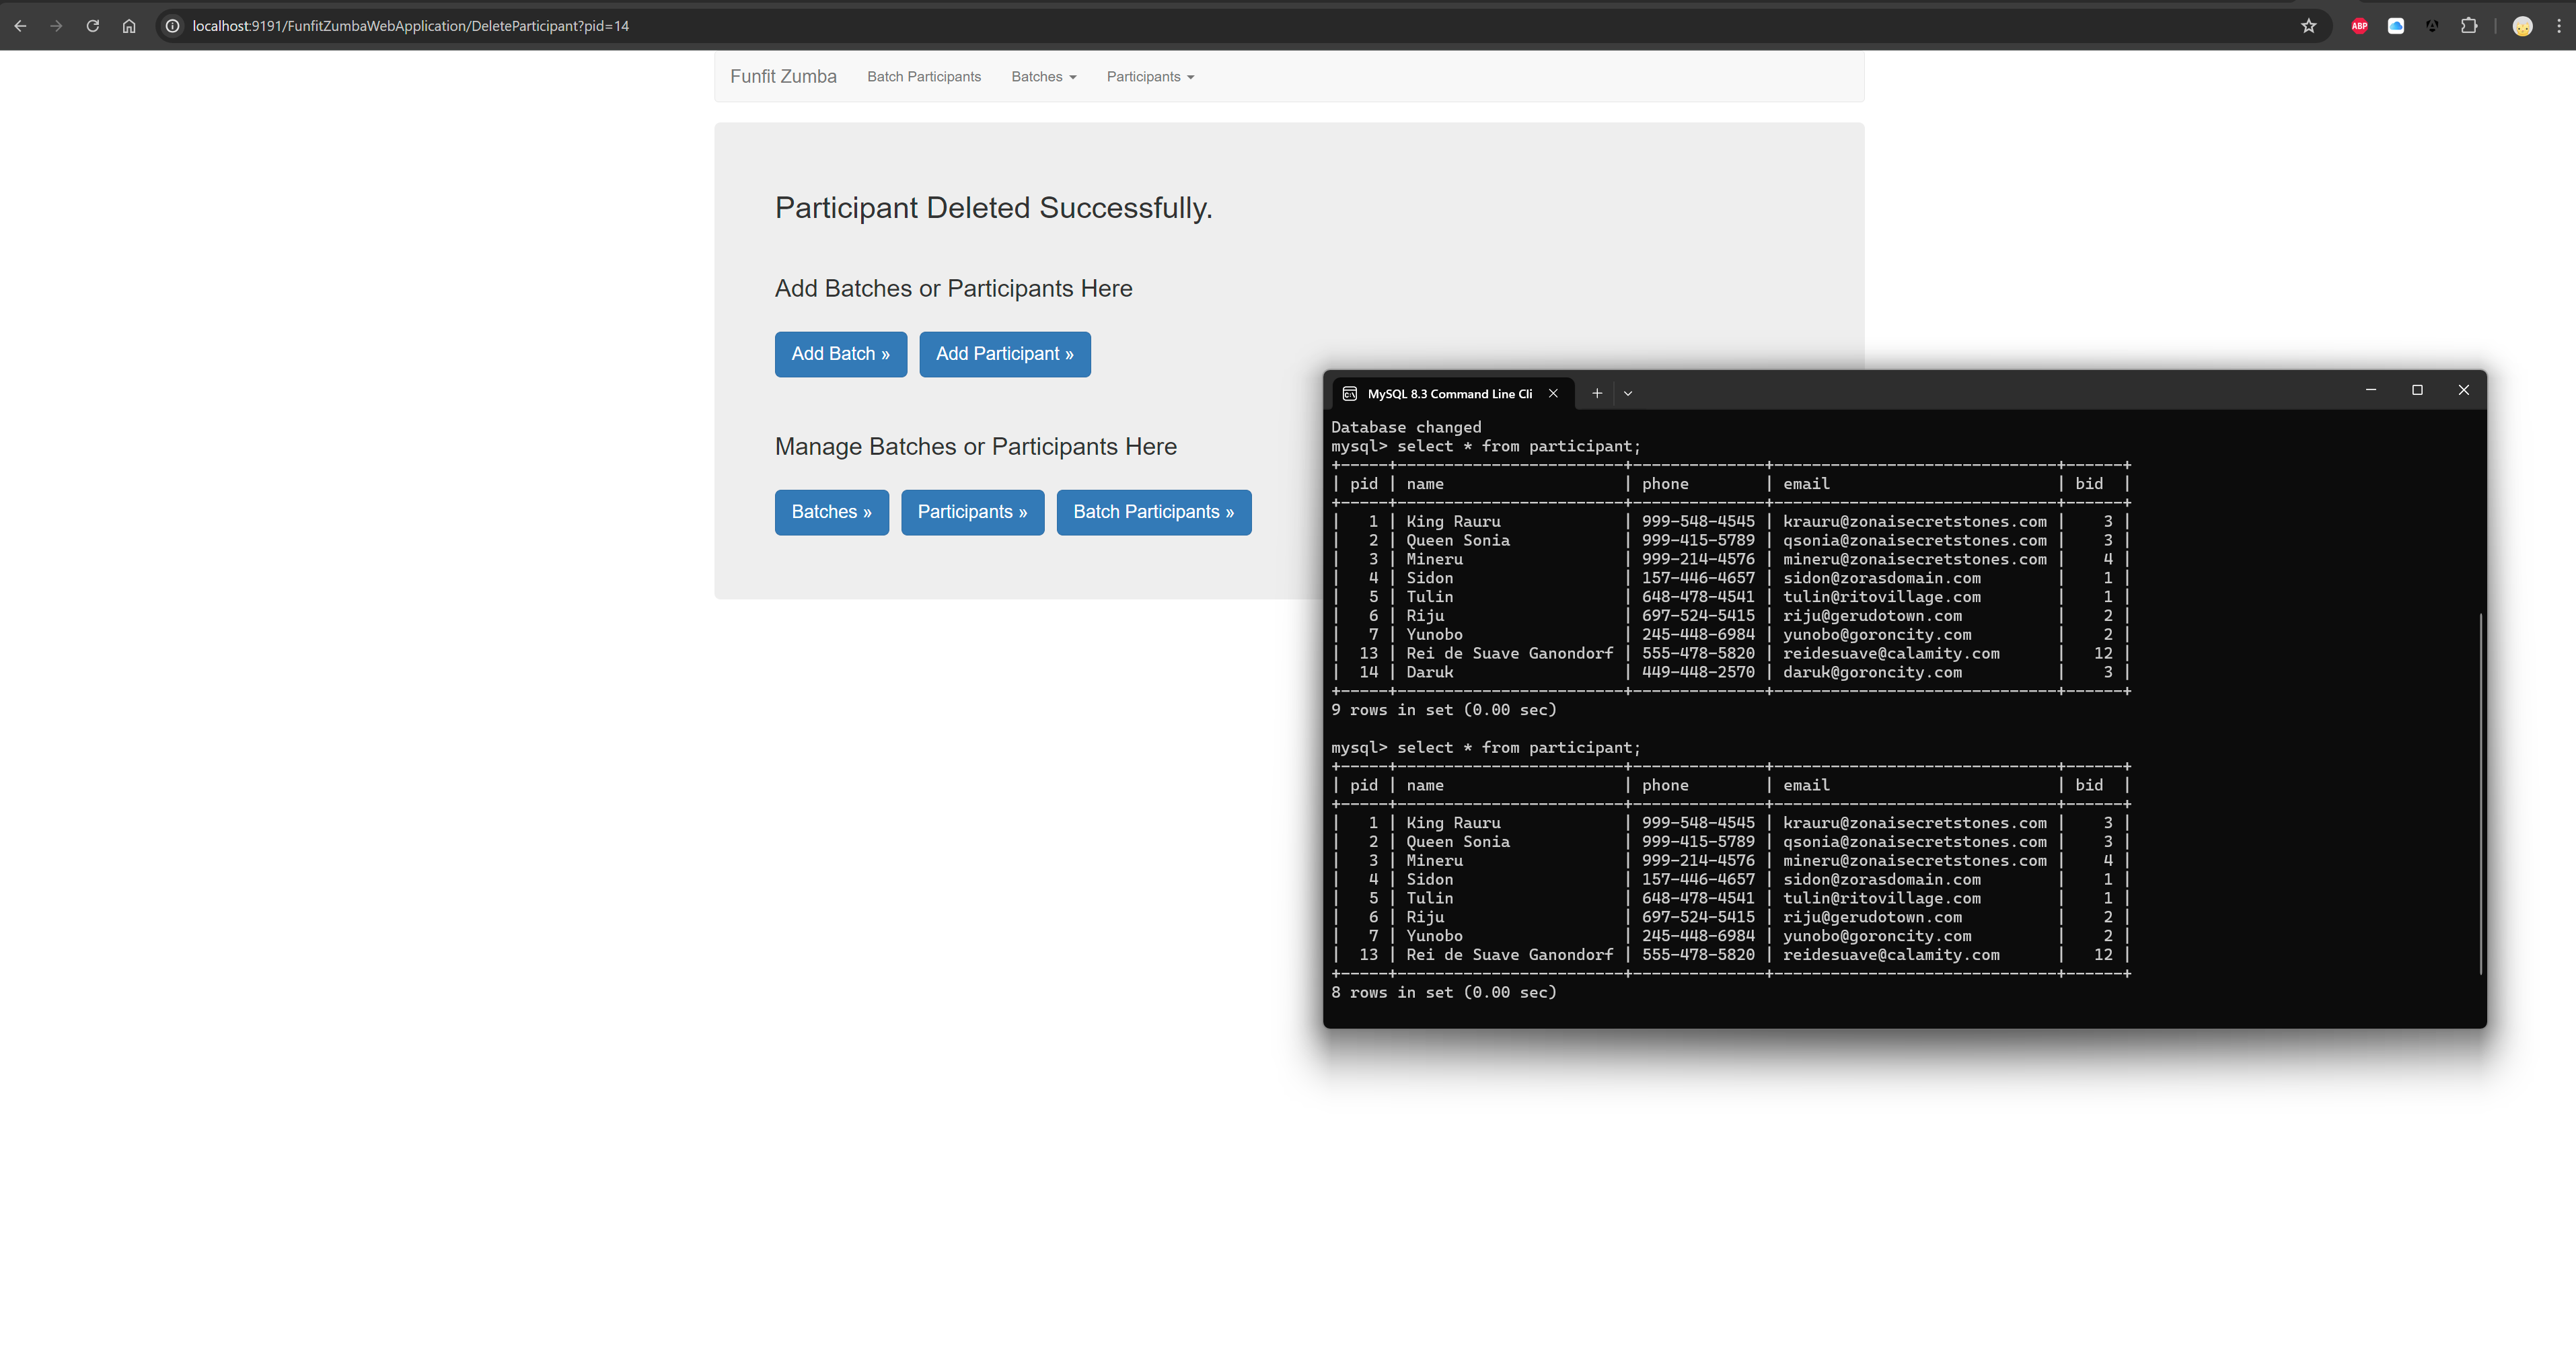 localhost:9191/FunfitZumbaWebApplication/DeleteParticipant?pid=14
ABP
Funfit Zumba Batch Participants Batches Participants
Participant Deleted Successfully.
Add Batches or Participants Here
Add Batch » Add Participant »
Manage Batches or Participants Here
Batches » Participants » Batch Participants »
MySQL 8.3 Command Line Cli
Database changed
mysql> select * from participant;
+-----+------------------------+--------------+------------------------------+------+
| pid | name                   | phone        | email                        | bid  |
+-----+------------------------+--------------+------------------------------+------+
|   1 | King Rauru             | 999-548-4545 | krauru@zonaisecretstones.com |    3 |
|   2 | Queen Sonia            | 999-415-5789 | qsonia@zonaisecretstones.com |    3 |
|   3 | Mineru                 | 999-214-4576 | mineru@zonaisecretstones.com |    4 |
|   4 | Sidon                  | 157-446-4657 | sidon@zorasdomain.com        |    1 |
|   5 | Tulin                  | 648-478-4541 | tulin@ritovillage.com        |    1 |
|   6 | Riju                   | 697-524-5415 | riju@gerudotown.com          |    2 |
|   7 | Yunobo                 | 245-448-6984 | yunobo@goroncity.com         |    2 |
|  13 | Rei de Suave Ganondorf | 555-478-5820 | reidesuave@calamity.com      |   12 |
|  14 | Daruk                  | 449-448-2570 | daruk@goroncity.com          |    3 |
+-----+------------------------+--------------+------------------------------+------+
9 rows in set (0.00 sec)
mysql> select * from participant;
+-----+------------------------+--------------+------------------------------+------+
| pid | name                   | phone        | email                        | bid  |
+-----+------------------------+--------------+------------------------------+------+
|   1 | King Rauru             | 999-548-4545 | krauru@zonaisecretstones.com |    3 |
|   2 | Queen Sonia            | 999-415-5789 | qsonia@zonaisecretstones.com |    3 |
|   3 | Mineru                 | 999-214-4576 | mineru@zonaisecretstones.com |    4 |
|   4 | Sidon                  | 157-446-4657 | sidon@zorasdomain.com        |    1 |
|   5 | Tulin                  | 648-478-4541 | tulin@ritovillage.com        |    1 |
|   6 | Riju                   | 697-524-5415 | riju@gerudotown.com          |    2 |
|   7 | Yunobo                 | 245-448-6984 | yunobo@goroncity.com         |    2 |
|  13 | Rei de Suave Ganondorf | 555-478-5820 | reidesuave@calamity.com      |   12 |
+-----+------------------------+--------------+------------------------------+------+
8 rows in set (0.00 sec)